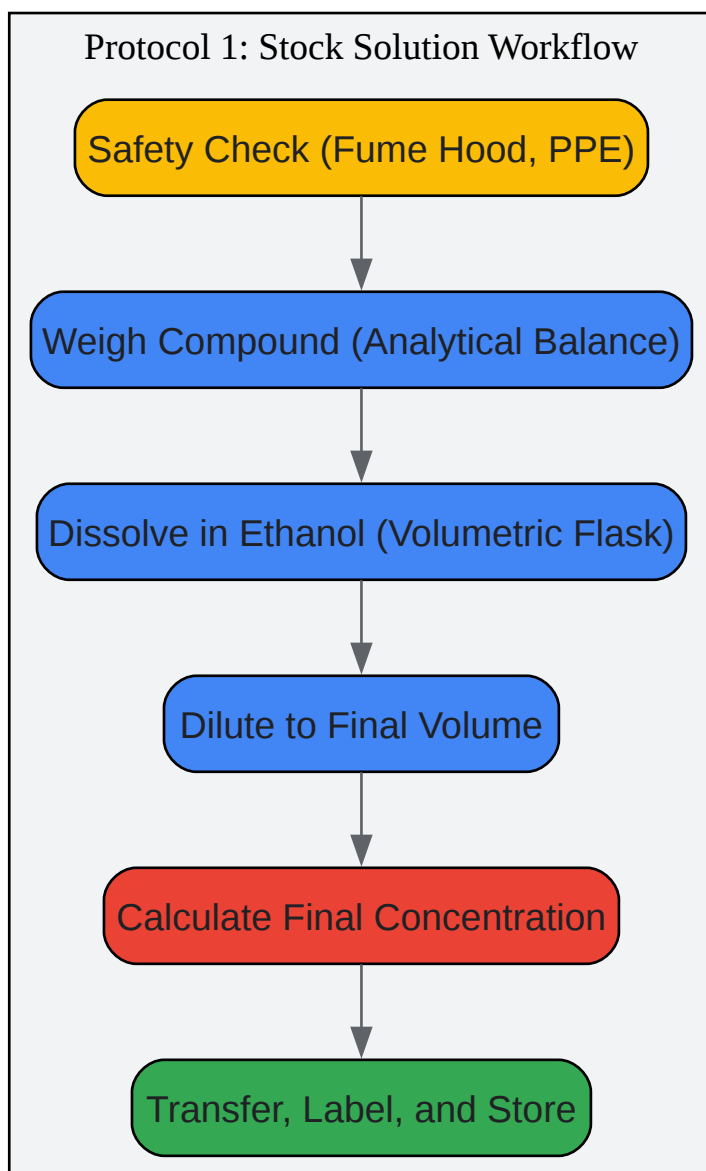 Protocol 1: Stock Solution Workflow
Safety Check (Fume Hood, PPE)
Weigh Compound (Analytical Balance)
Dissolve in Ethanol (Volumetric Flask)
Dilute to Final Volume
Calculate Final Concentration
Transfer, Label, and Store